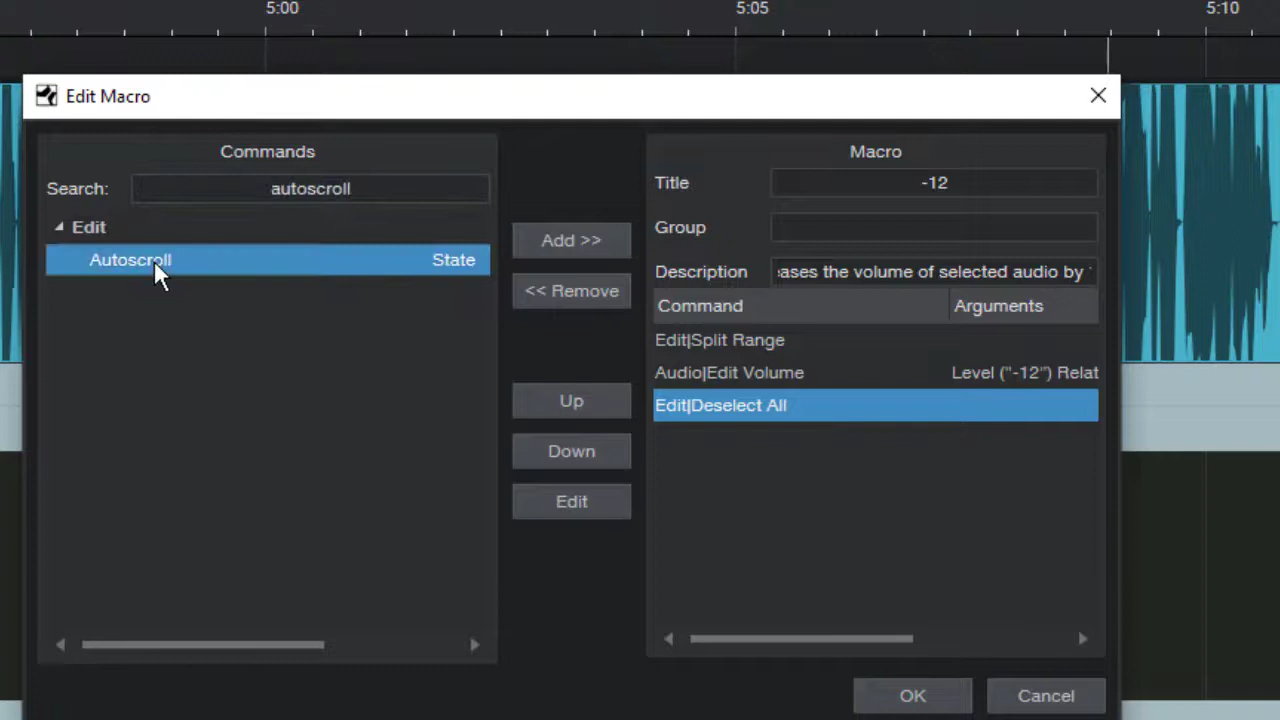 5:00 5:05 5:10
Edit Macro
Commands
Search: autoscroll
Edit
Autoscroll State
Add >>
<< Remove
Up
Down
Edit
Macro
Title -12
Group
Description eases the volume of selected audio by
Command Arguments
Edit|Split Range
Audio|Edit Volume Level ("-12") Relat
Edit|Deselect All
OK Cancel